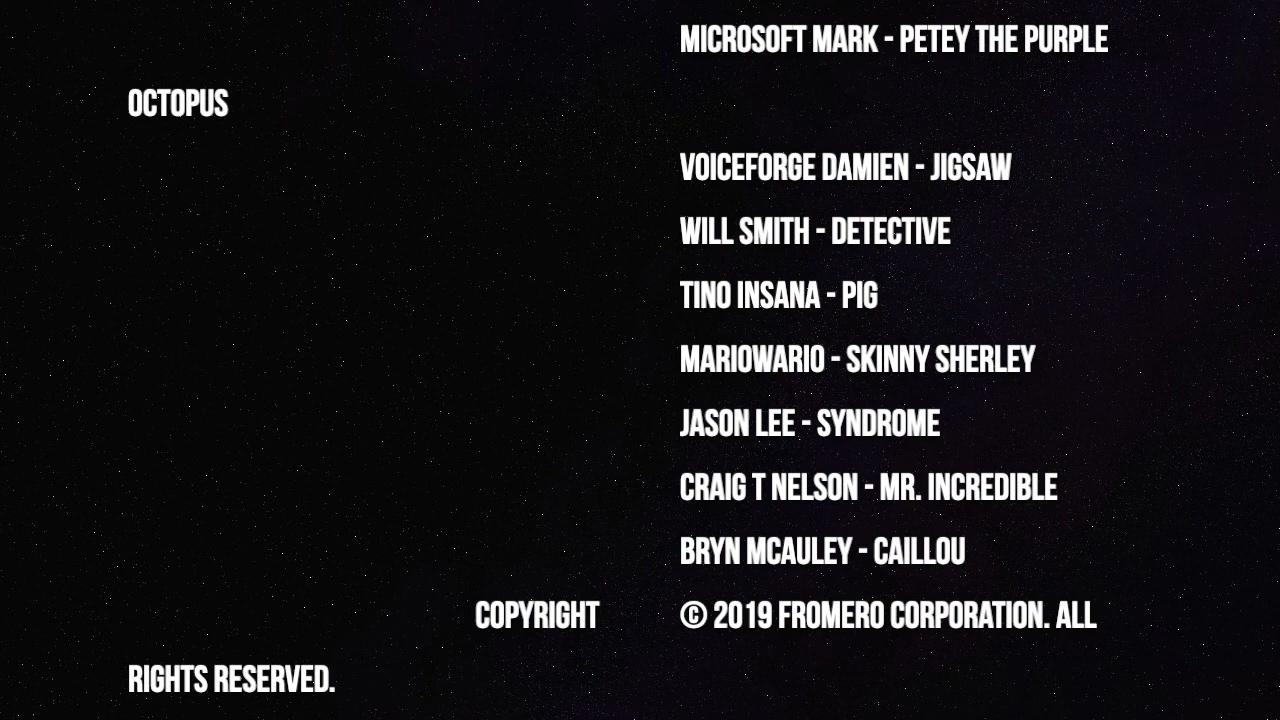 MICROSOFT MARK - PETEY THE PURPLE
OCTOPUS
VOICEFORGE DAMIEN - JIGSAW
WILL SMITH - DETECTIVE
TINO INSANA - PIG
MARIOWARIO - SKINNY SHERLEY
JASON LEE - SYNDROME
CRAIG T NELSON - MR. INCREDIBLE
BRYN MCAULEY - CAILLOU
COPYRIGHT © 2019 FROMERO CORPORATION. ALL
RIGHTS RESERVED.